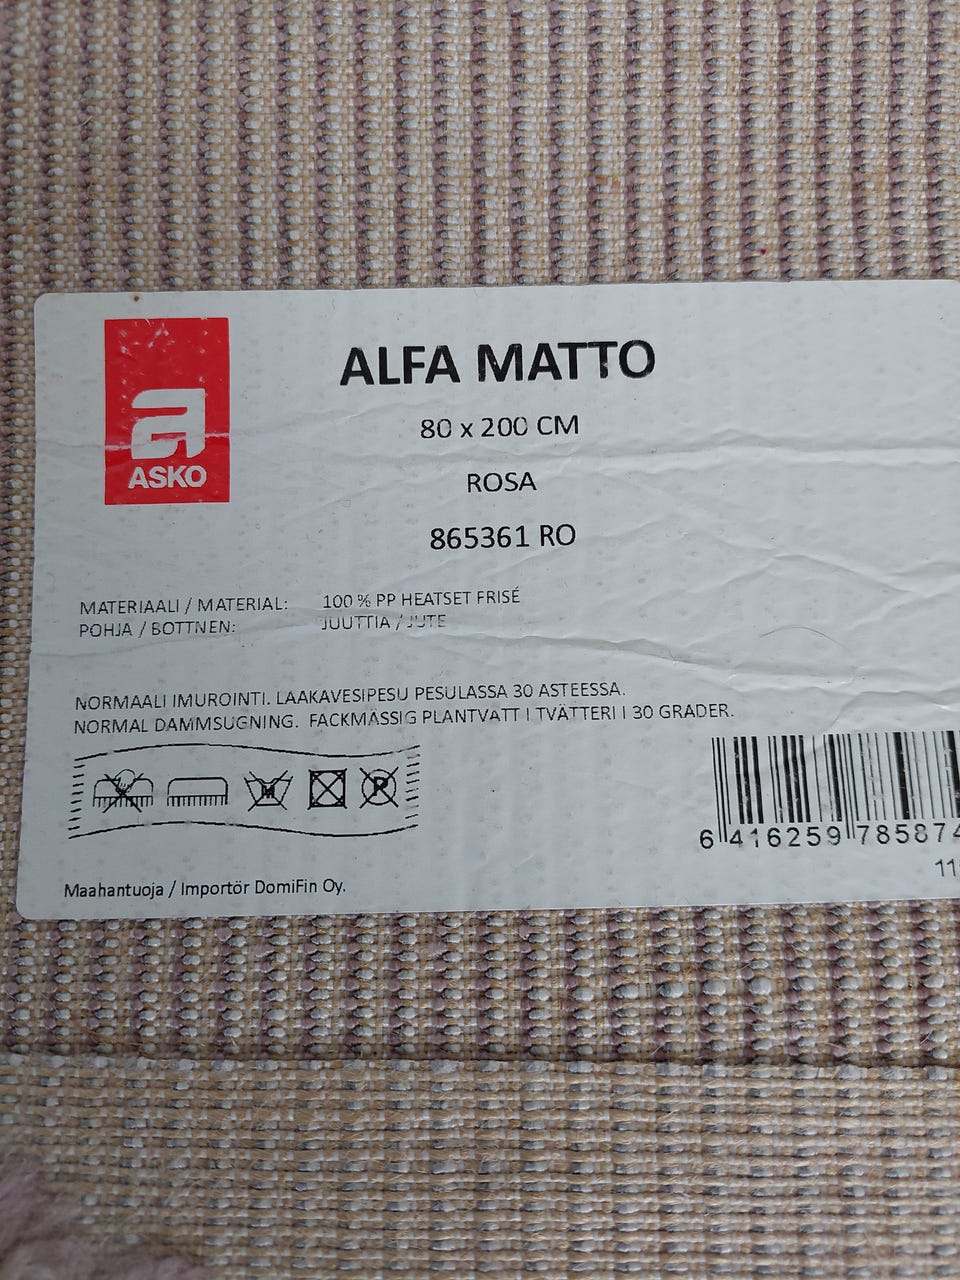 ASKO
ALFA MATTO
80 x 200 CM
ROSA
865361 RO
MATERIAALI / MATERIAL: 100 % PP HEATSET FRISÉ
POHJA / BOTTNEN: JUUTTIA / JUTE
NORMAALI IMUROINTI. LAAKAVESIPESU PESULASSA 30 ASTEESSA.
NORMAL DAMMSUGNING. FACKMÄSSIG PLANTVATT I TVÄTTERI I 30 GRADER.
W P
6 416259 785874
11
Maahantuoja / Importör DomiFin Oy.